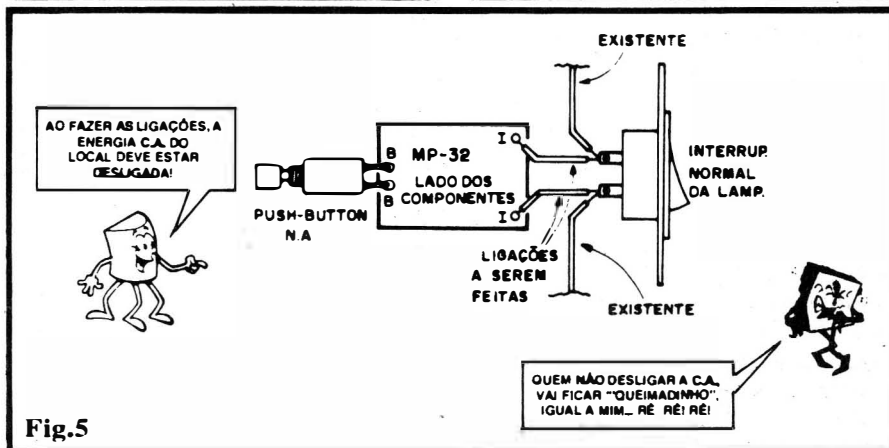 EXISTENTE
AO FAZER AS LIGAÇÕES, A
ENERGIA C.A. DO
LOCAL DEVE ESTAR
DESLIGADA!
B
B
MP-32
LADO DOS
COMPONENTES
I
I
PUSH-BUTTON
N.A
INTERRUP.
NORMAL
DA LAMP.
LIGAÇÕES
A SEREM
FEITAS
EXISTENTE
QUEM NÃO DESLIGAR A C.A.,
VAI FICAR "QUEIMADINHO",
IGUAL A MIM... RÊ RÊ! RÊ!
Fig.5